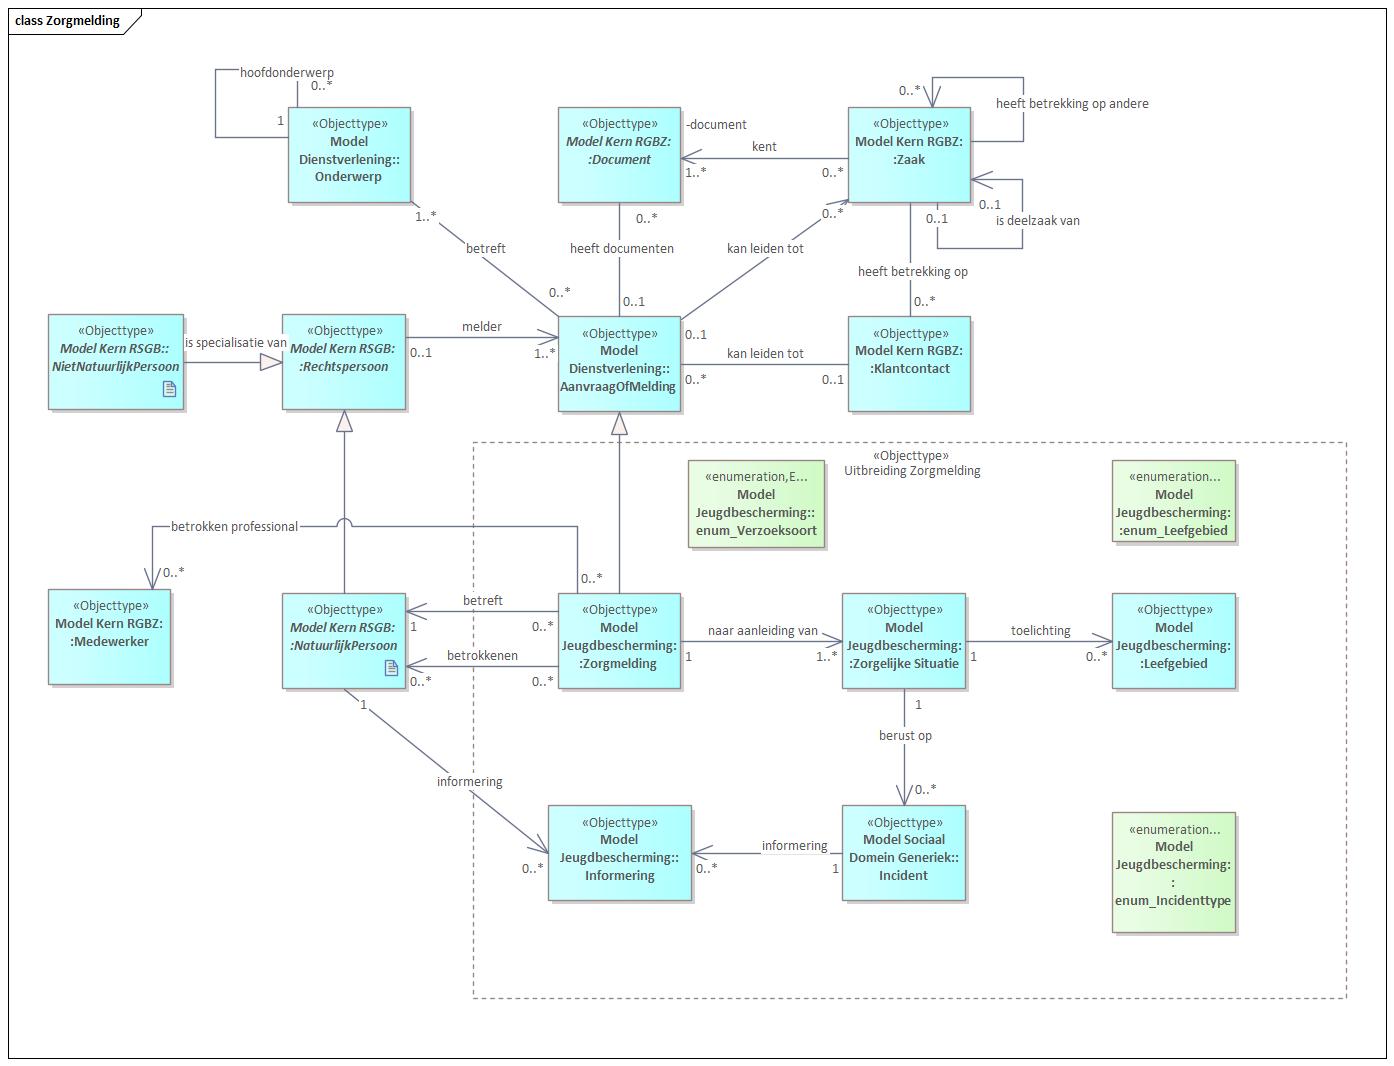 class Zorgmelding
hoofdonderwerp
0..*
1
«Objecttype»
Model
Dienstverlening::
Onderwerp
«Objecttype»
Model Kern RGBZ:
:Document
-document
kent
1..*
0..*
«Objecttype»
Model Kern RGBZ:
:Zaak
0..*
heeft betrekking op andere
0..1
0..1
is deelzaak van
1..*
betreft
0..*
0..*
heeft documenten
0..1
0..*
kan leiden tot
0..1
heeft betrekking op
0..*
«Objecttype»
Model Kern RSGB::
NietNatuurlijkPersoon
is specialisatie van
«Objecttype»
Model Kern RSGB:
:Rechtspersoon
melder
0..1
1..*
«Objecttype»
Model
Dienstverlening::
AanvraagOfMelding
kan leiden tot
0..*
0..1
«Objecttype»
Model Kern RGBZ:
:Klantcontact
«Objecttype»
Uitbreiding Zorgmelding
«enumeration,E...
Model
Jeugdbescherming::
enum_Verzoeksoort
«enumeration...
Model
Jeugdbescherming:
:enum_Leefgebied
betrokken professional
0..*
0..*
«Objecttype»
Model Kern RGBZ:
:Medewerker
«Objecttype»
Model Kern RSGB:
:NatuurlijkPersoon
betreft
1
0..*
betrokkenen
0..*
0..*
«Objecttype»
Model
Jeugdbescherming:
:Zorgmelding
naar aanleiding van
1
1..*
«Objecttype»
Model
Jeugdbescherming:
:Zorgelijke Situatie
toelichting
1
0..*
«Objecttype»
Model
Jeugdbescherming:
:Leefgebied
1
informering
0..*
1
berust op
0..*
«Objecttype»
Model
Jeugdbescherming::
Informering
informering
0..*
1
«Objecttype»
Model Sociaal
Domein Generiek::
Incident
«enumeration...
Model
Jeugdbescherming:
:
enum_Incidenttype